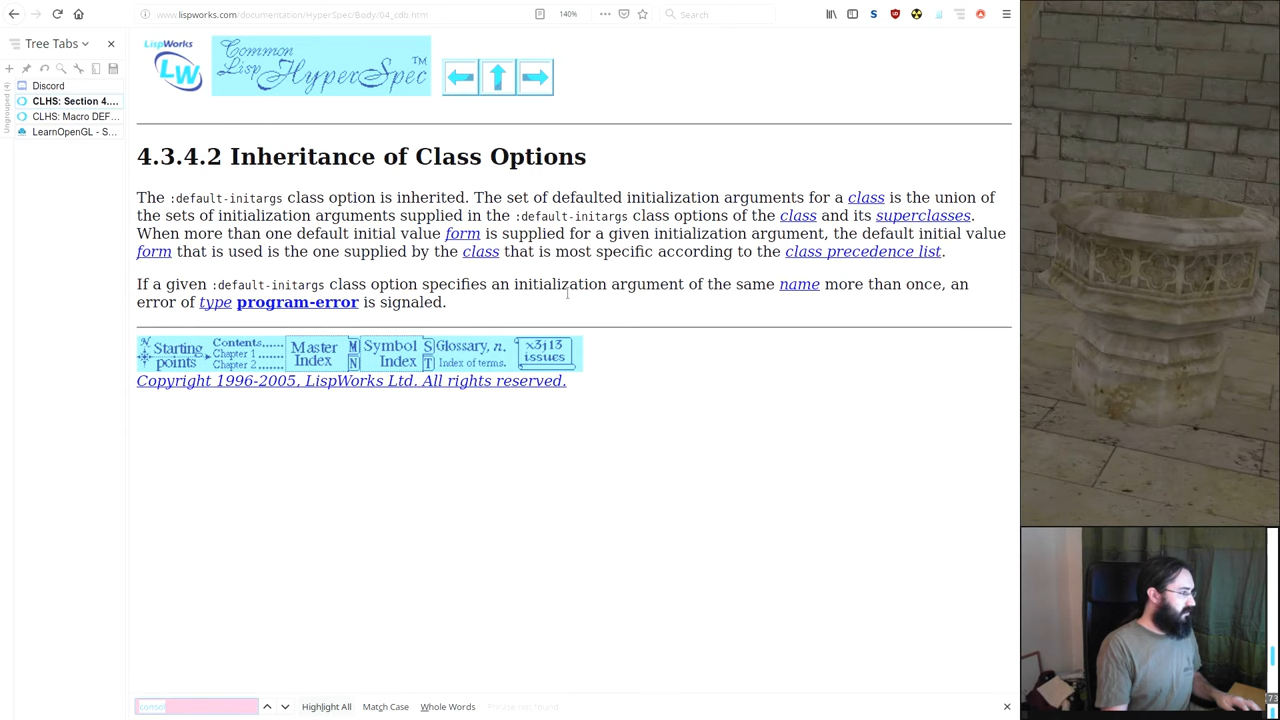 www.lispworks.com/documentation/HyperSpec/Body/04_cdb.htm
140%
Search
Tree Tabs
Ungrouped (4)
Discord
CLHS: Section 4....
CLHS: Macro DEF...
LearnOpenGL - S...
LispWorks
LW
Common Lisp HyperSpec™
4.3.4.2 Inheritance of Class Options
The :default-initargs class option is inherited. The set of defaulted initialization arguments for a class is the union of
the sets of initialization arguments supplied in the :default-initargs class options of the class and its superclasses.
When more than one default initial value form is supplied for a given initialization argument, the default initial value
form that is used is the one supplied by the class that is most specific according to the class precedence list.
If a given :default-initargs class option specifies an initialization argument of the same name more than once, an
error of type program-error is signaled.
Starting points
Contents......
Chapter 1 ......
Chapter 2 ......
Master Index
M
N
Symbol Index
S
T
Glossary, n.
Index of terms.
x3j13 issues
Copyright 1996-2005, LispWorks Ltd. All rights reserved.
consol
Highlight All
Match Case
Whole Words
Phrase not found